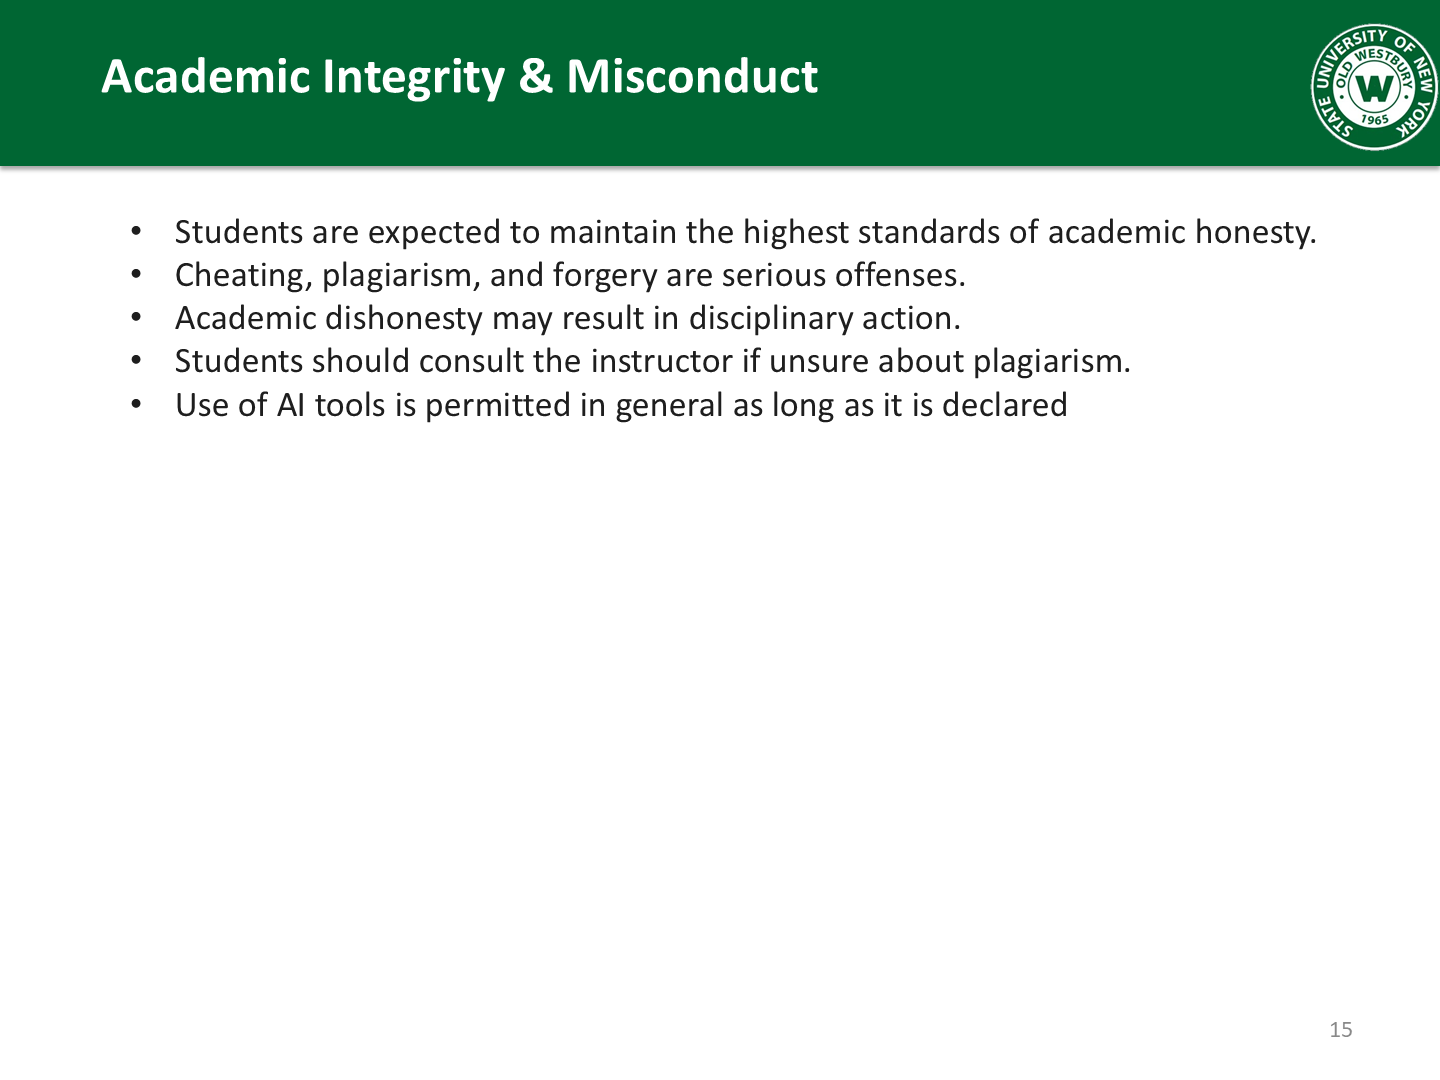 Academic Integrity & Misconduct
STATE UNIVERSITY OF NEW YORK
OLD WESTBURY
W
1965
• Students are expected to maintain the highest standards of academic honesty.
• Cheating, plagiarism, and forgery are serious offenses.
• Academic dishonesty may result in disciplinary action.
• Students should consult the instructor if unsure about plagiarism.
• Use of AI tools is permitted in general as long as it is declared
15